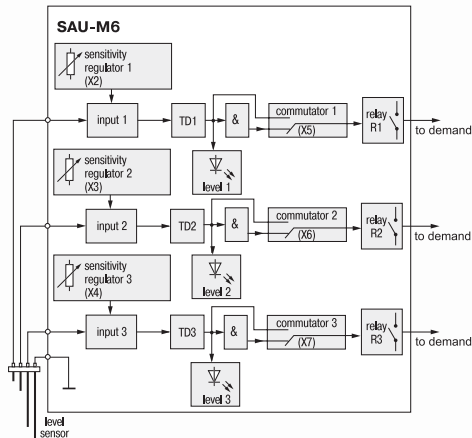 SAU-M6
sensitivity
regulator 1
(X2)
input 1
TD1
&
commutator 1
(X5)
relay
R1
to demand
level 1
sensitivity
regulator 2
(X3)
input 2
TD2
&
commutator 2
(X6)
relay
R2
to demand
level 2
sensitivity
regulator 3
(X4)
input 3
TD3
&
commutator 3
(X7)
relay
R3
to demand
level 3
level
sensor